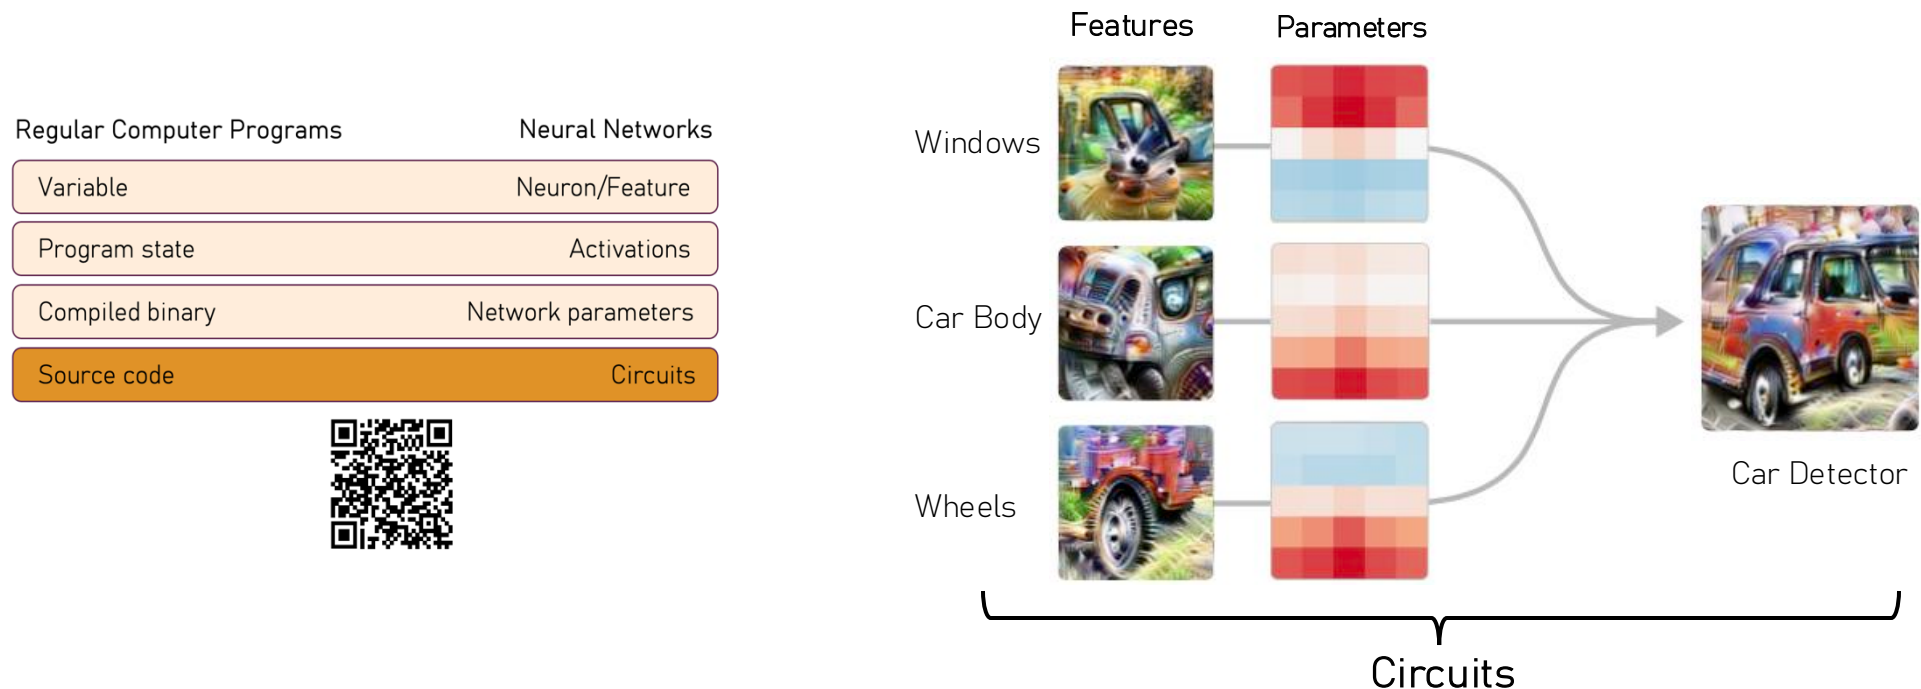 Regular Computer Programs Neural Networks
Variable Neuron/Feature
Program state Activations
Compiled binary Network parameters
Source code Circuits
Features Parameters
Windows
Car Body
Wheels
Car Detector
Circuits